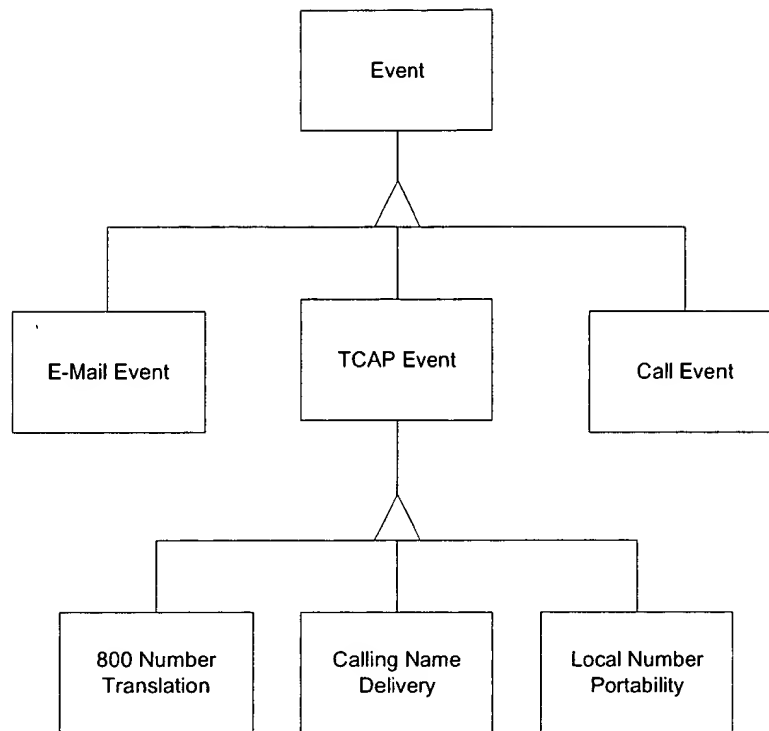 Event
E-Mail Event
TCAP Event
Call Event
800 Number
Translation
Calling Name
Delivery
Local Number
Portability